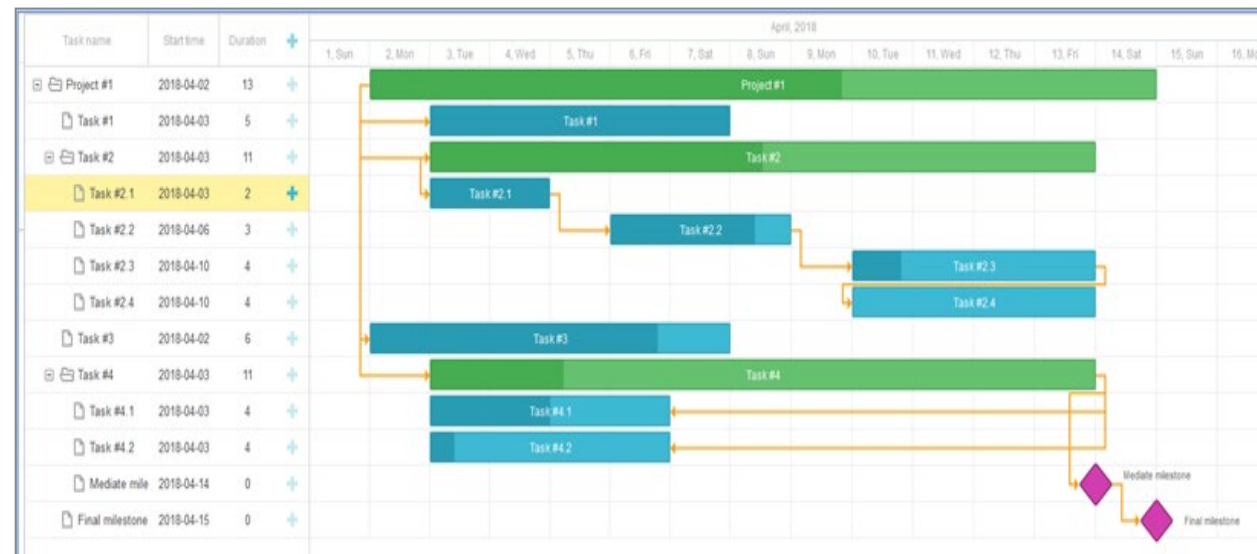 April, 2018
Task name Start time Duration
1, Sun 2, Mon 3, Tue 4, Wed 5, Thu 6, Fri 7, Sat 8, Sun 9, Mon 10, Tue 11, Wed 12, Thu 13, Fri 14, Sat 15, Sun 16, Mo
Project #1 2018-04-02 13 Project #1
Task #1 2018-04-03 5 Task #1
Task #2 2018-04-03 11 Task #2
Task #2.1 2018-04-03 2 Task #2.1
Task #2.2 2018-04-06 3 Task #2.2
Task #2.3 2018-04-10 4 Task #2.3
Task #2.4 2018-04-10 4 Task #2.4
Task #3 2018-04-02 6 Task #3
Task #4 2018-04-03 11 Task #4
Task #4.1 2018-04-03 4 Task #4.1
Task #4.2 2018-04-03 4 Task #4.2
Mediate mile 2018-04-14 0 Mediate milestone
Final milestone 2018-04-15 0 Final milestone